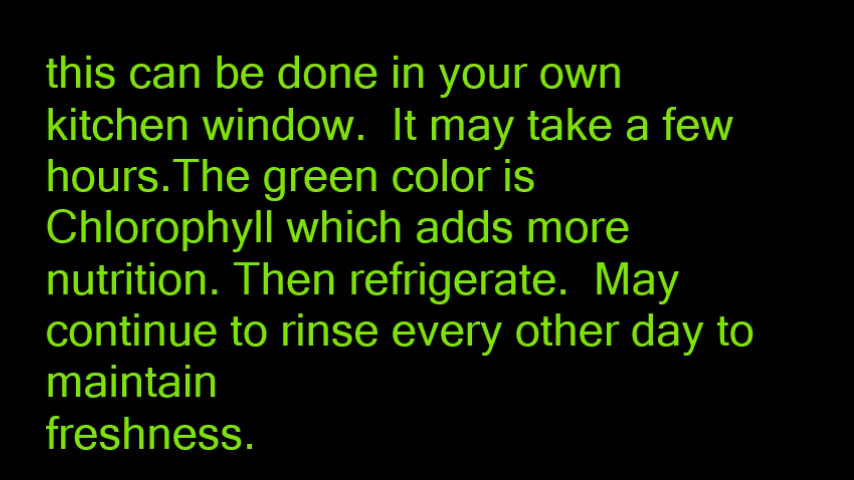 this can be done in your own
kitchen window.  It may take a few
hours.The green color is
Chlorophyll which adds more
nutrition. Then refrigerate.  May
continue to rinse every other day to
maintain
freshness.